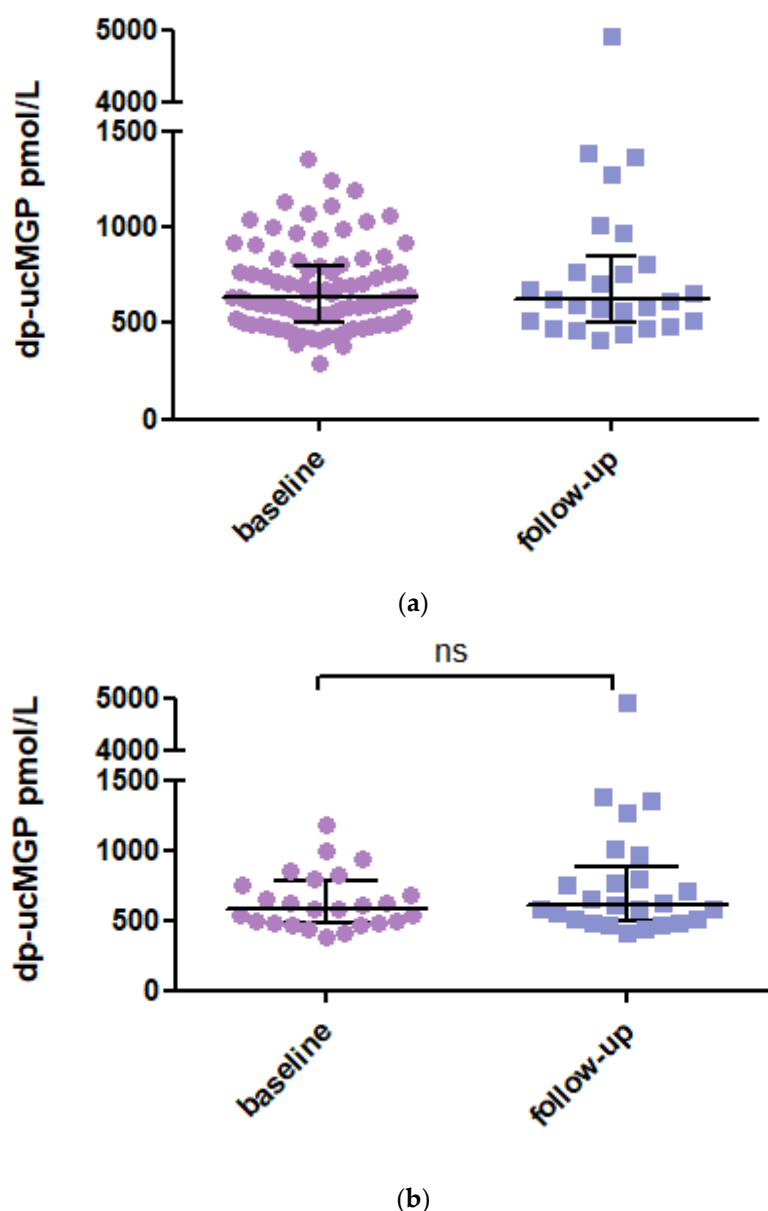 dp-ucMGP pmol/L
5000
4000
1500
1000
500
0
baseline
follow-up
(a)
ns
dp-ucMGP pmol/L
5000
4000
1500
1000
500
0
baseline
follow-up
(b)